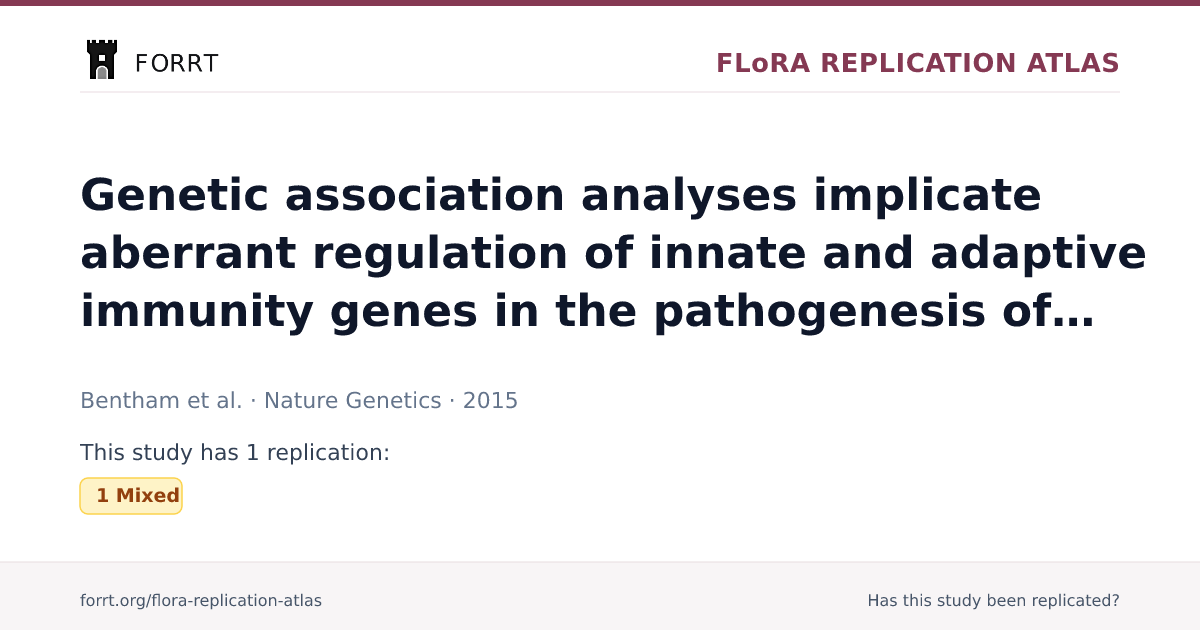 FORRT
FLoRA REPLICATION ATLAS
Genetic association analyses implicate
aberrant regulation of innate and adaptive
immunity genes in the pathogenesis of…
Bentham et al. · Nature Genetics · 2015
This study has 1 replication:
1 Mixed
forrt.org/flora-replication-atlas
Has this study been replicated?